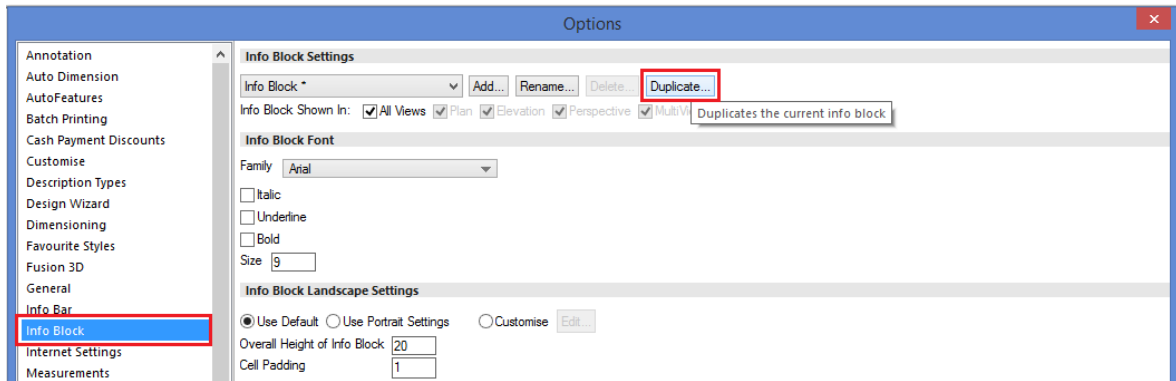 Options
Annotation
Auto Dimension
AutoFeatures
Batch Printing
Cash Payment Discounts
Customise
Description Types
Design Wizard
Dimensioning
Favourite Styles
Fusion 3D
General
Info Bar
Info Block
Internet Settings
Measurements
Info Block Settings
Info Block * Add... Rename... Delete... Duplicate...
Info Block Shown In: All Views Plan Elevation Perspective
Duplicates the current info block
Info Block Font
Family Arial
Italic
Underline
Bold
Size 9
Info Block Landscape Settings
Use Default Use Portrait Settings Customise Edit...
Overall Height of Info Block 20
Cell Padding 1